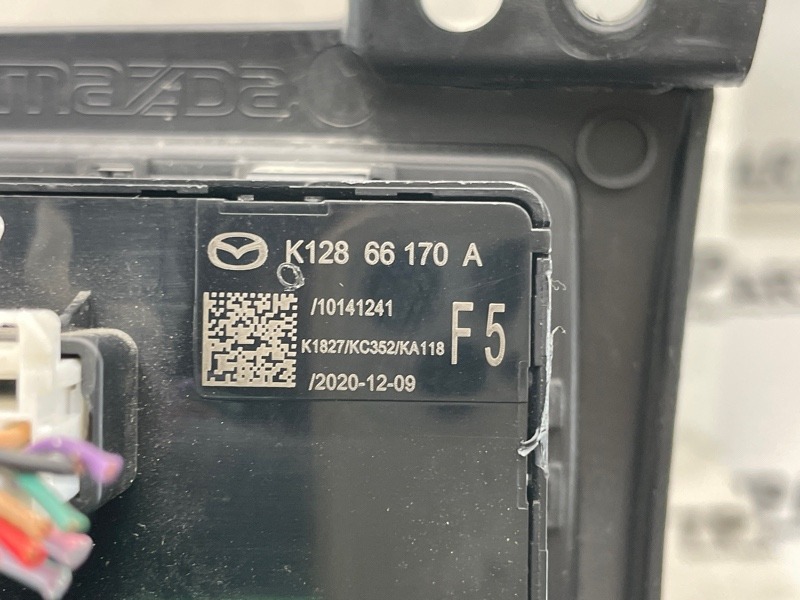 mazda
K128 66 170 A
/10141241
K1827/KC352/KA118
F5
/2020-12-09